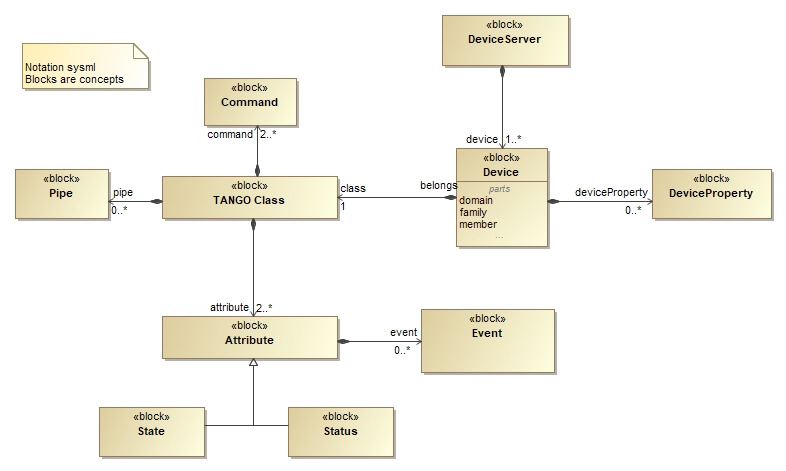 «block»
DeviceServer
Notation sysml
Blocks are concepts
«block»
Command
command 2..*
device 1..*
«block»
Device
parts
domain
family
member
...
«block»
Pipe
pipe
0..*
«block»
TANGO Class
class
1
belongs
deviceProperty
0..*
«block»
DeviceProperty
attribute 2..*
«block»
Attribute
event
0..*
«block»
Event
«block»
State
«block»
Status